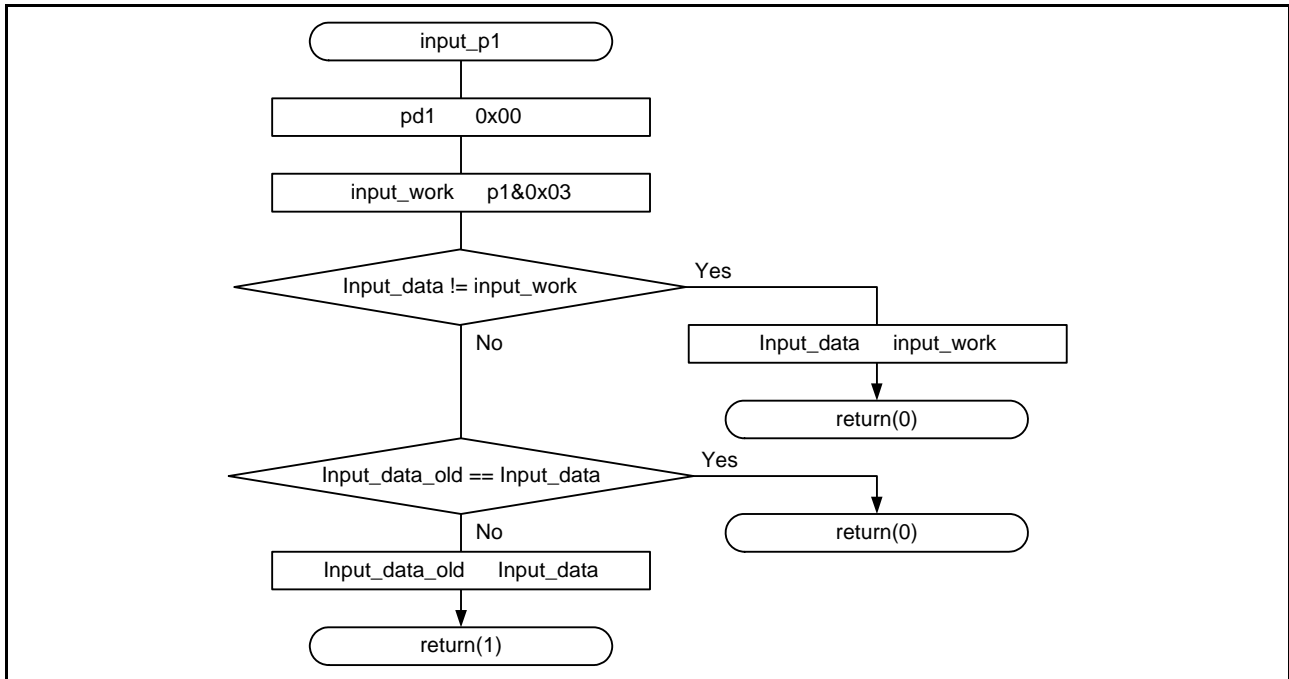 input_p1
pd1 0x00
input_work p1&0x03
Input_data != input_work
Yes
No
Input_data input_work
return(0)
Input_data_old == Input_data
Yes
No
return(0)
Input_data_old Input_data
return(1)